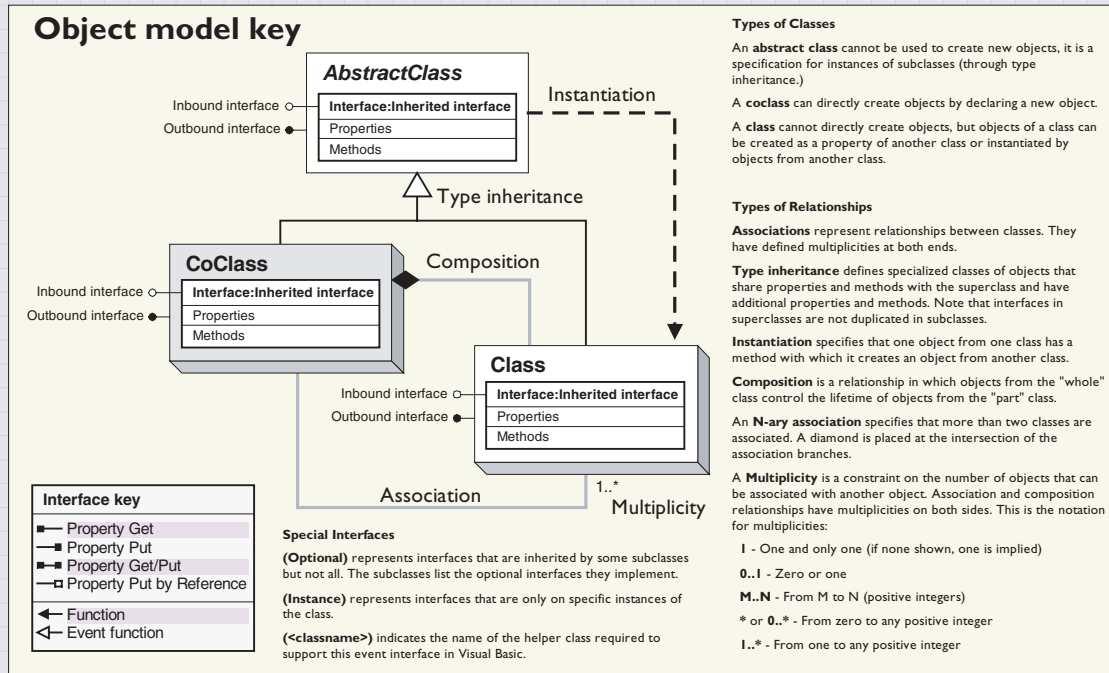 Object model key
AbstractClass
Inbound interface
Outbound interface
Interface:Inherited interface
Properties
Methods
Instantiation
Type inheritance
CoClass
Inbound interface
Outbound interface
Interface:Inherited interface
Properties
Methods
Composition
Class
Inbound interface
Outbound interface
Interface:Inherited interface
Properties
Methods
Association
1..*
Multiplicity
Interface key
Property Get
Property Put
Property Get/Put
Property Put by Reference
Function
Event function
Special Interfaces
(Optional) represents interfaces that are inherited by some subclasses
but not all. The subclasses list the optional interfaces they implement.
(Instance) represents interfaces that are only on specific instances of
the class.
(<classname>) indicates the name of the helper class required to
support this event interface in Visual Basic.
Types of Classes
An abstract class cannot be used to create new objects, it is a
specification for instances of subclasses (through type
inheritance.)
A coclass can directly create objects by declaring a new object.
A class cannot directly create objects, but objects of a class can
be created as a property of another class or instantiated by
objects from another class.
Types of Relationships
Associations represent relationships between classes. They
have defined multiplicities at both ends.
Type inheritance defines specialized classes of objects that
share properties and methods with the superclass and have
additional properties and methods. Note that interfaces in
superclasses are not duplicated in subclasses.
Instantiation specifies that one object from one class has a
method with which it creates an object from another class.
Composition is a relationship in which objects from the "whole"
class control the lifetime of objects from the "part" class.
An N-ary association specifies that more than two classes are
associated. A diamond is placed at the intersection of the
association branches.
A Multiplicity is a constraint on the number of objects that can
be associated with another object. Association and composition
relationships have multiplicities on both sides. This is the notation
for multiplicities:
1 - One and only one (if none shown, one is implied)
0..1 - Zero or one
M..N - From M to N (positive integers)
* or 0..* - From zero to any positive integer
1..* - From one to any positive integer